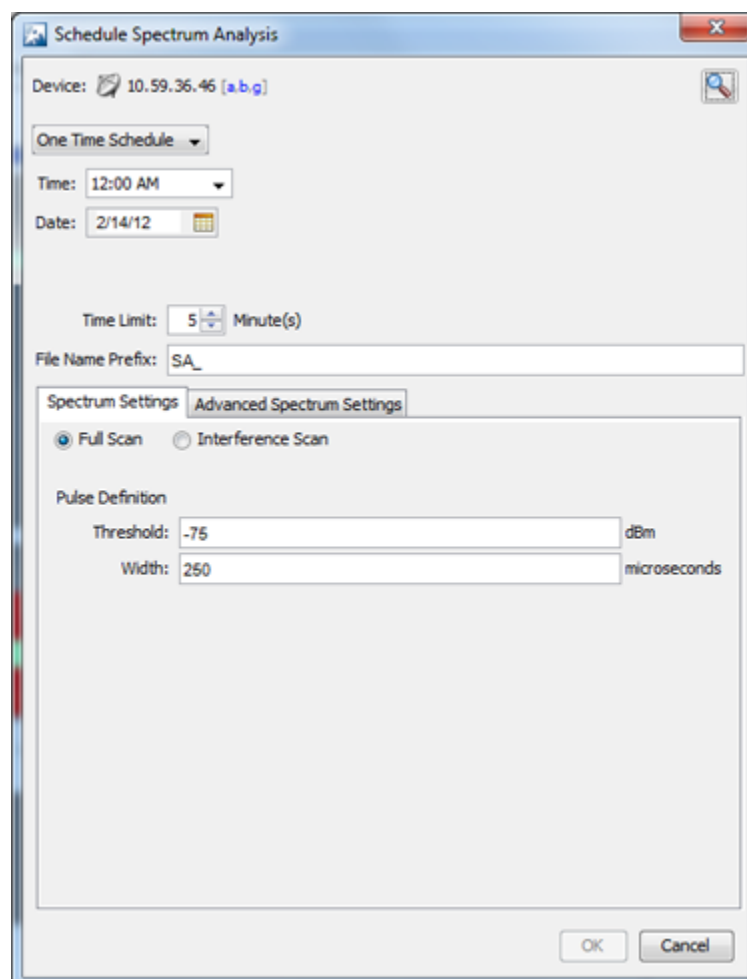 Schedule Spectrum Analysis
Device: 10.59.36.46 [a,b,g]
One Time Schedule
Time: 12:00 AM
Date: 2/14/12
Time Limit: 5 Minute(s)
File Name Prefix: SA_
Spectrum Settings Advanced Spectrum Settings
Full Scan Interference Scan
Pulse Definition
Threshold: -75 dBm
Width: 250 microseconds
OK Cancel